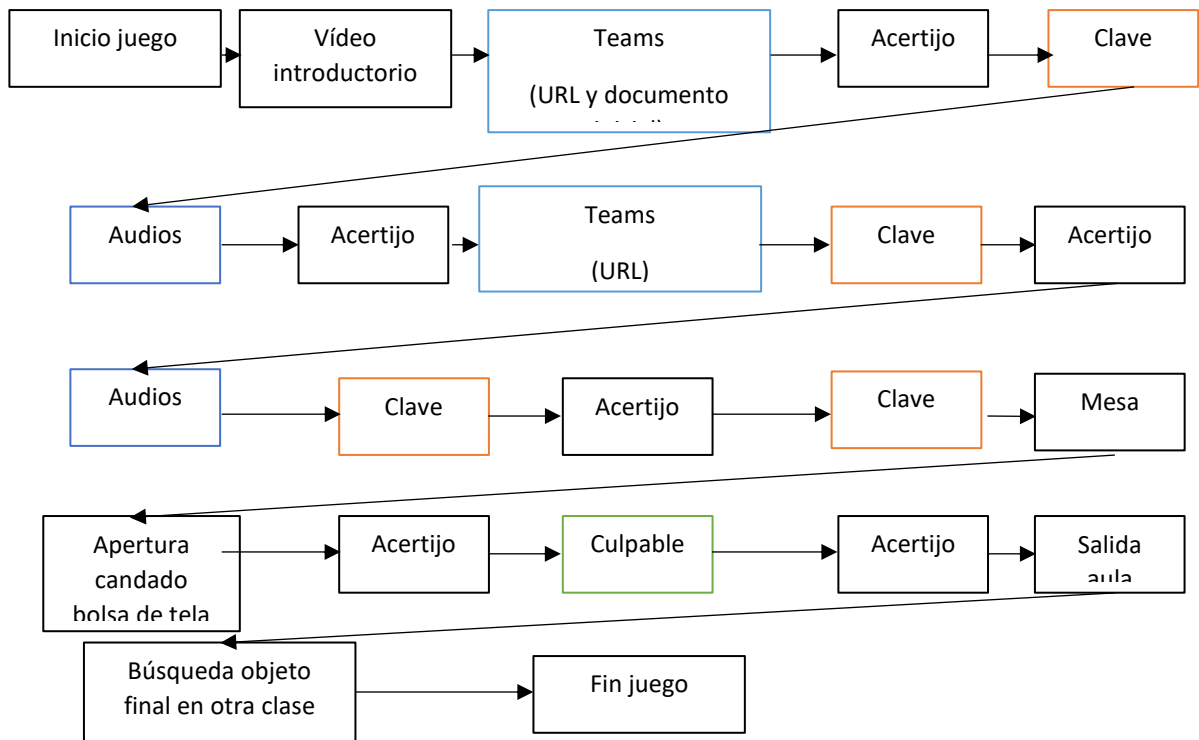 Inicio juego
Vídeo
introductorio
Teams
(URL y documento
Acertijo
Clave
Audios
Acertijo
Teams
(URL)
Clave
Acertijo
Audios
Clave
Acertijo
Clave
Mesa
Apertura
candado
bolsa de tela
Acertijo
Culpable
Acertijo
Salida
aula
Búsqueda objeto
final en otra clase
Fin juego